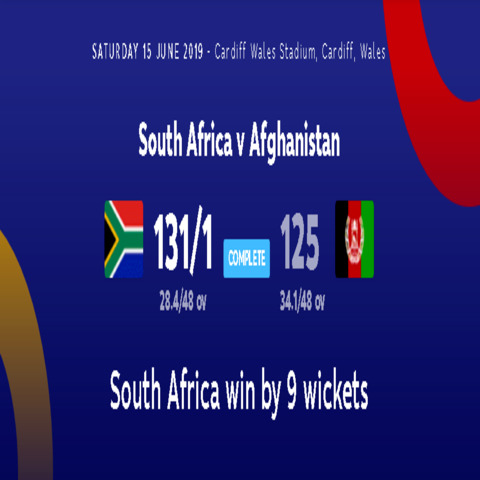 SATURDAY 15 JUNE 2019 - Cardiff Wales Stadium, Cardiff, Wales
South Africa v Afghanistan
131/1 COMPLETE 125
28.4/48 ov 34.1/48 ov
South Africa win by 9 wickets